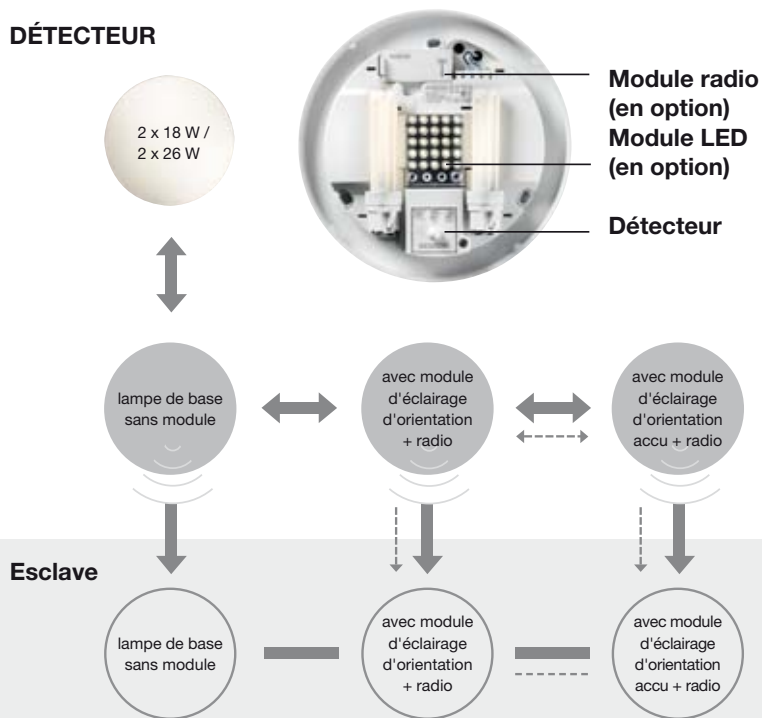 DÉTECTEUR
2 x 18 W /
2 x 26 W
Module radio
(en option)
Module LED
(en option)
Détecteur
lampe de base
sans module
avec module
d'éclairage
d'orientation
+ radio
avec module
d'éclairage
d'orientation
accu + radio
Esclave
lampe de base
sans module
avec module
d'éclairage
d'orientation
+ radio
avec module
d'éclairage
d'orientation
accu + radio